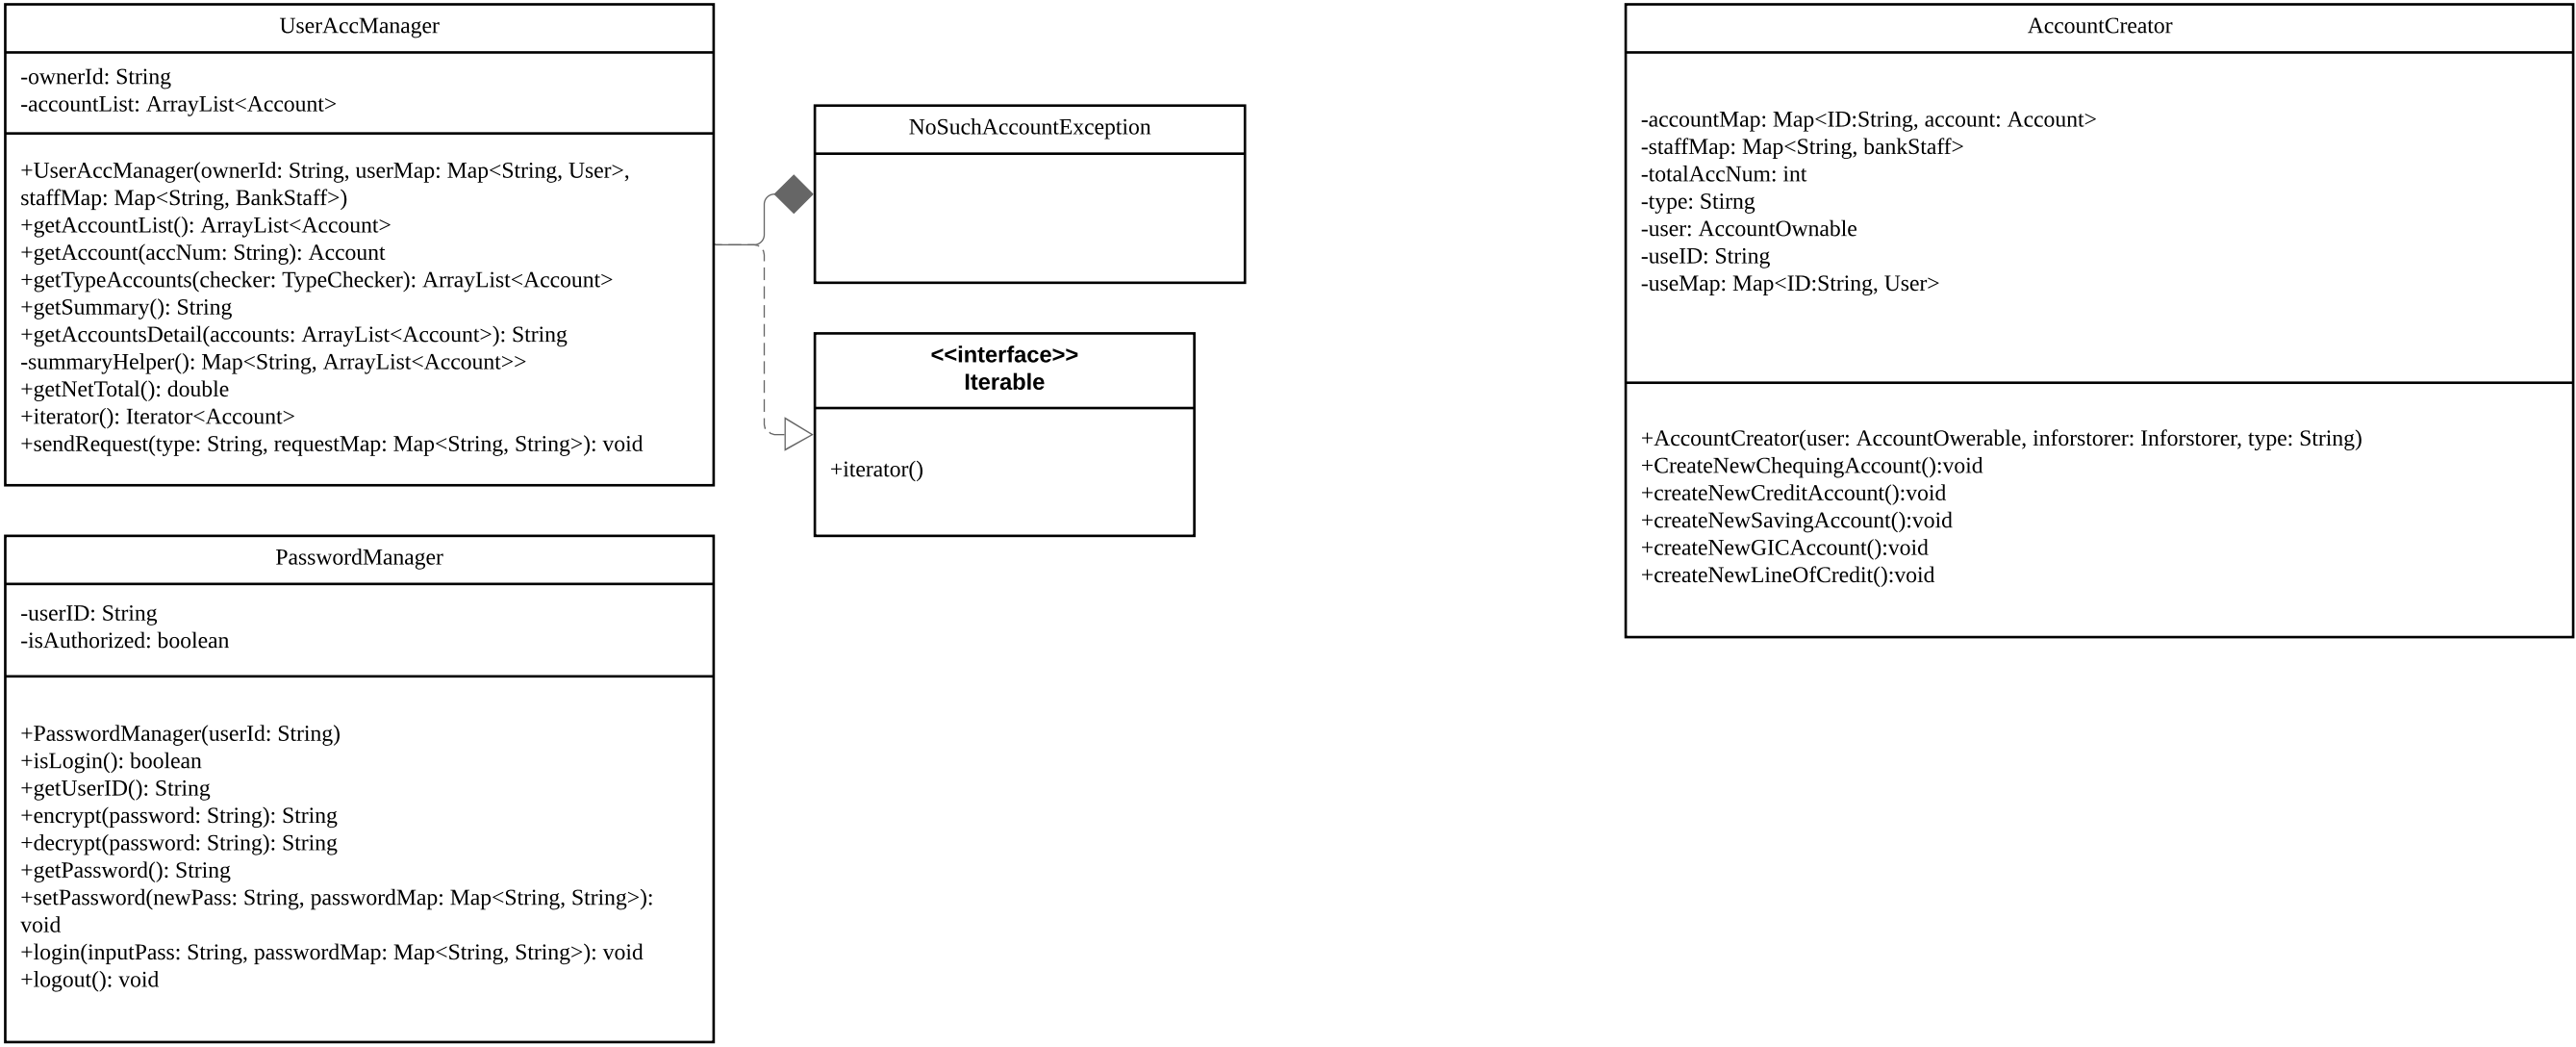 UserAccManager
-ownerId: String
-accountList: ArrayList<Account>
+UserAccManager(ownerId: String, userMap: Map<String, User>,
staffMap: Map<String, BankStaff>)
+getAccountList(): ArrayList<Account>
+getAccount(accNum: String): Account
+getTypeAccounts(checker: TypeChecker): ArrayList<Account>
+getSummary(): String
+getAccountsDetail(accounts: ArrayList<Account>): String
-summaryHelper(): Map<String, ArrayList<Account>>
+getNetTotal(): double
+iterator(): Iterator<Account>
+sendRequest(type: String, requestMap: Map<String, String>): void
NoSuchAccountException
<<interface>>
Iterable
+iterator()
AccountCreator
-accountMap: Map<ID:String, account: Account>
-staffMap: Map<String, bankStaff>
-totalAccNum: int
-type: Stirng
-user: AccountOwnable
-useID: String
-useMap: Map<ID:String, User>
+AccountCreator(user: AccountOwerable, inforstorer: Inforstorer, type: String)
+CreateNewChequingAccount():void
+createNewCreditAccount():void
+createNewSavingAccount():void
+createNewGICAccount():void
+createNewLineOfCredit():void
PasswordManager
-userID: String
-isAuthorized: boolean
+PasswordManager(userId: String)
+isLogin(): boolean
+getUserID(): String
+encrypt(password: String): String
+decrypt(password: String): String
+getPassword(): String
+setPassword(newPass: String, passwordMap: Map<String, String>):
void
+login(inputPass: String, passwordMap: Map<String, String>): void
+logout(): void